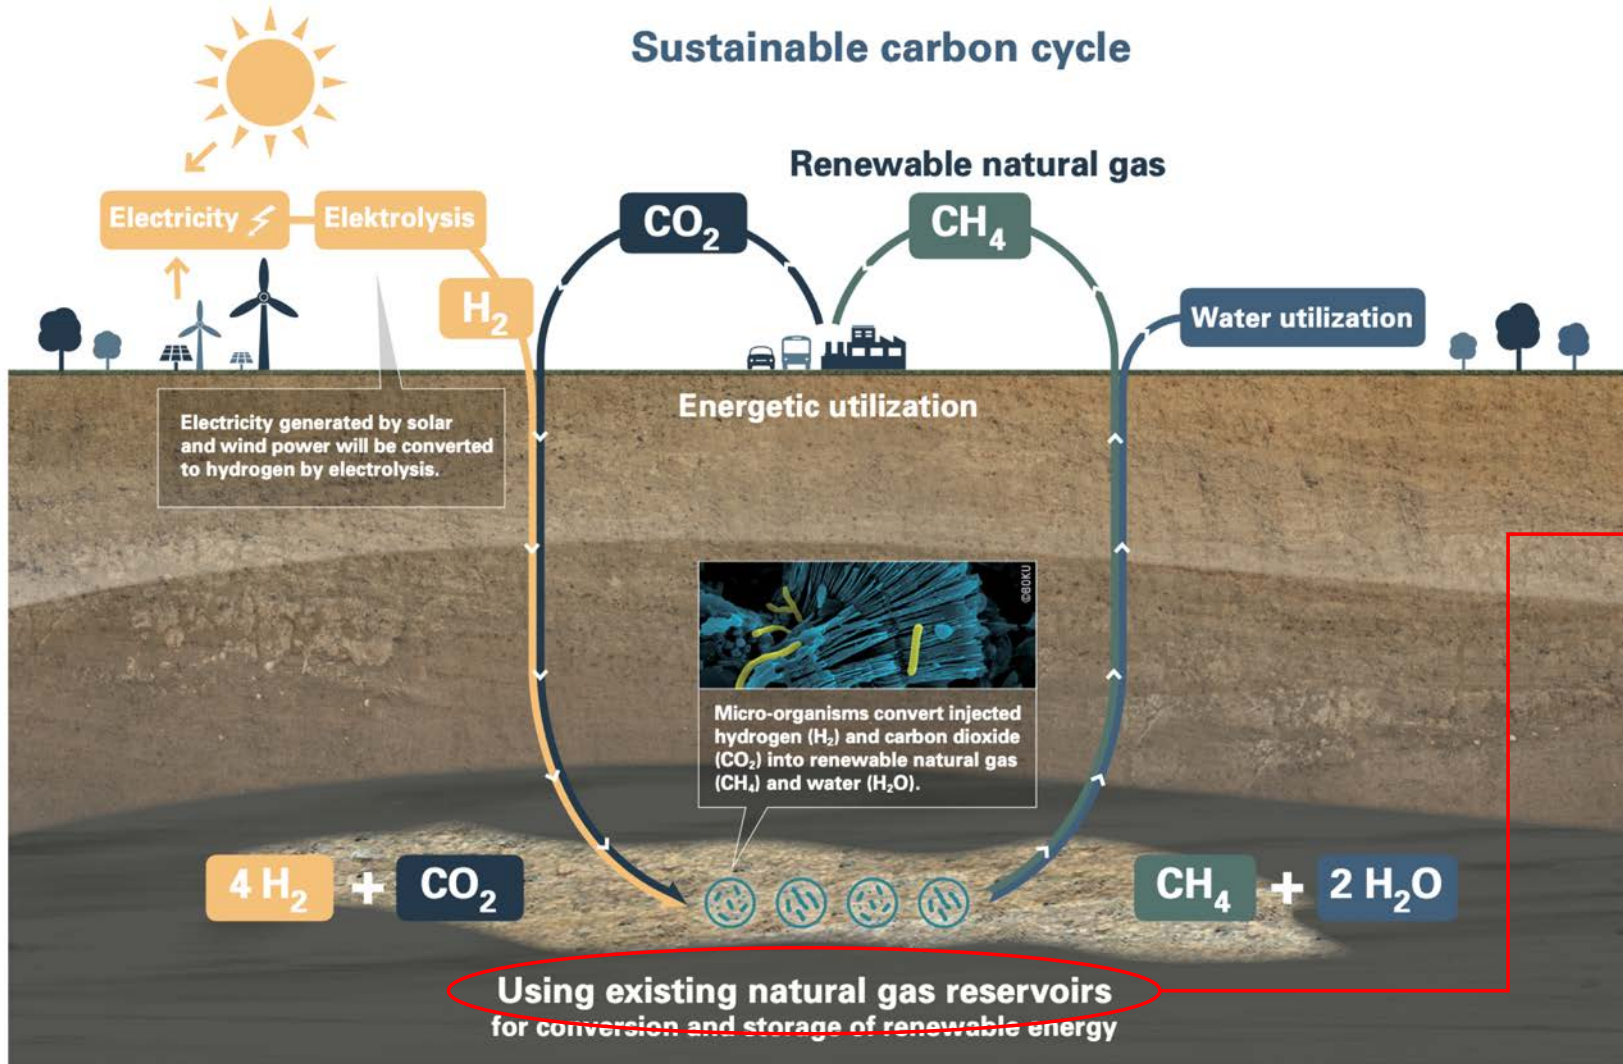 Sustainable carbon cycle
Renewable natural gas
Electricity
Elektrolysis
CO₂
CH₄
H₂
Water utilization
Energetic utilization
Electricity generated by solar
and wind power will be converted
to hydrogen by electrolysis.
©BOKU
Micro-organisms convert injected
hydrogen (H₂) and carbon dioxide
(CO₂) into renewable natural gas
(CH₄) and water (H₂O).
4 H₂ + CO₂
CH₄ + 2 H₂O
Using existing natural gas reservoirs
for conversion and storage of renewable energy